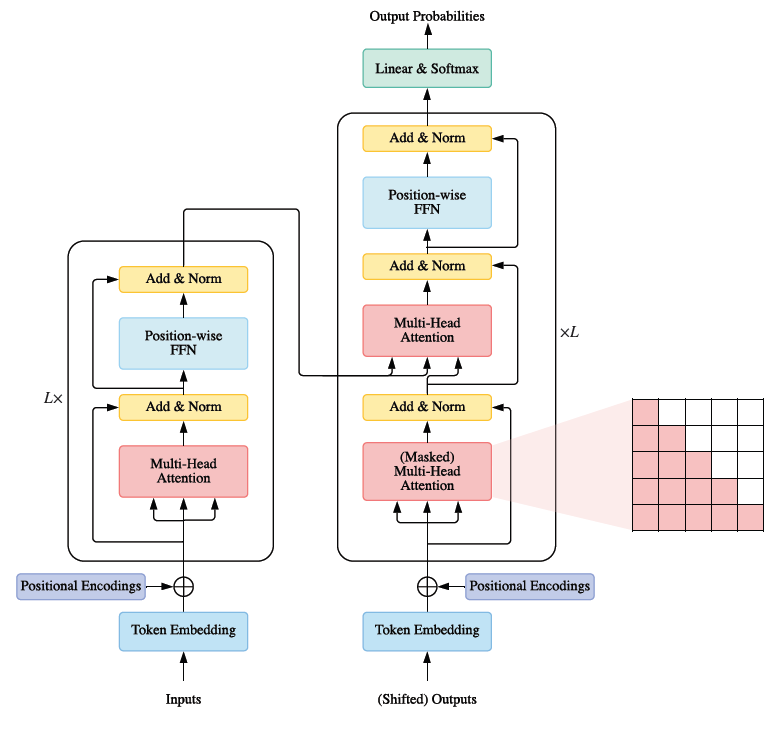 Output Probabilities
Linear & Softmax
Add & Norm
Position-wise
FFN
Add & Norm
Multi-Head
Attention
×L
Add & Norm
(Masked)
Multi-Head
Attention
Positional Encodings
Token Embedding
(Shifted) Outputs
Add & Norm
Position-wise
FFN
L×
Add & Norm
Multi-Head
Attention
Positional Encodings
Token Embedding
Inputs